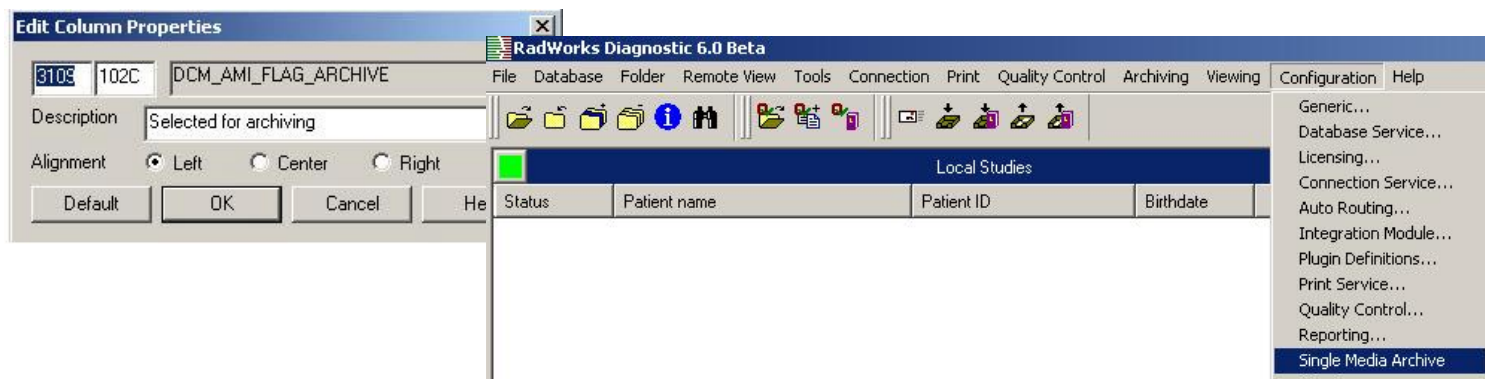 Edit Column Properties
3109 102C DCM_AMI_FLAG_ARCHIVE
Description Selected for archiving
Alignment Left Center Right
Default OK Cancel He
RadWorks Diagnostic 6.0 Beta
File Database Folder Remote View Tools Connection Print Quality Control Archiving Viewing Configuration Help
Local Studies
Status Patient name Patient ID Birthdate
Generic...
Database Service...
Licensing...
Connection Service...
Auto Routing...
Integration Module...
Plugin Definitions...
Print Service...
Quality Control...
Reporting...
Single Media Archive